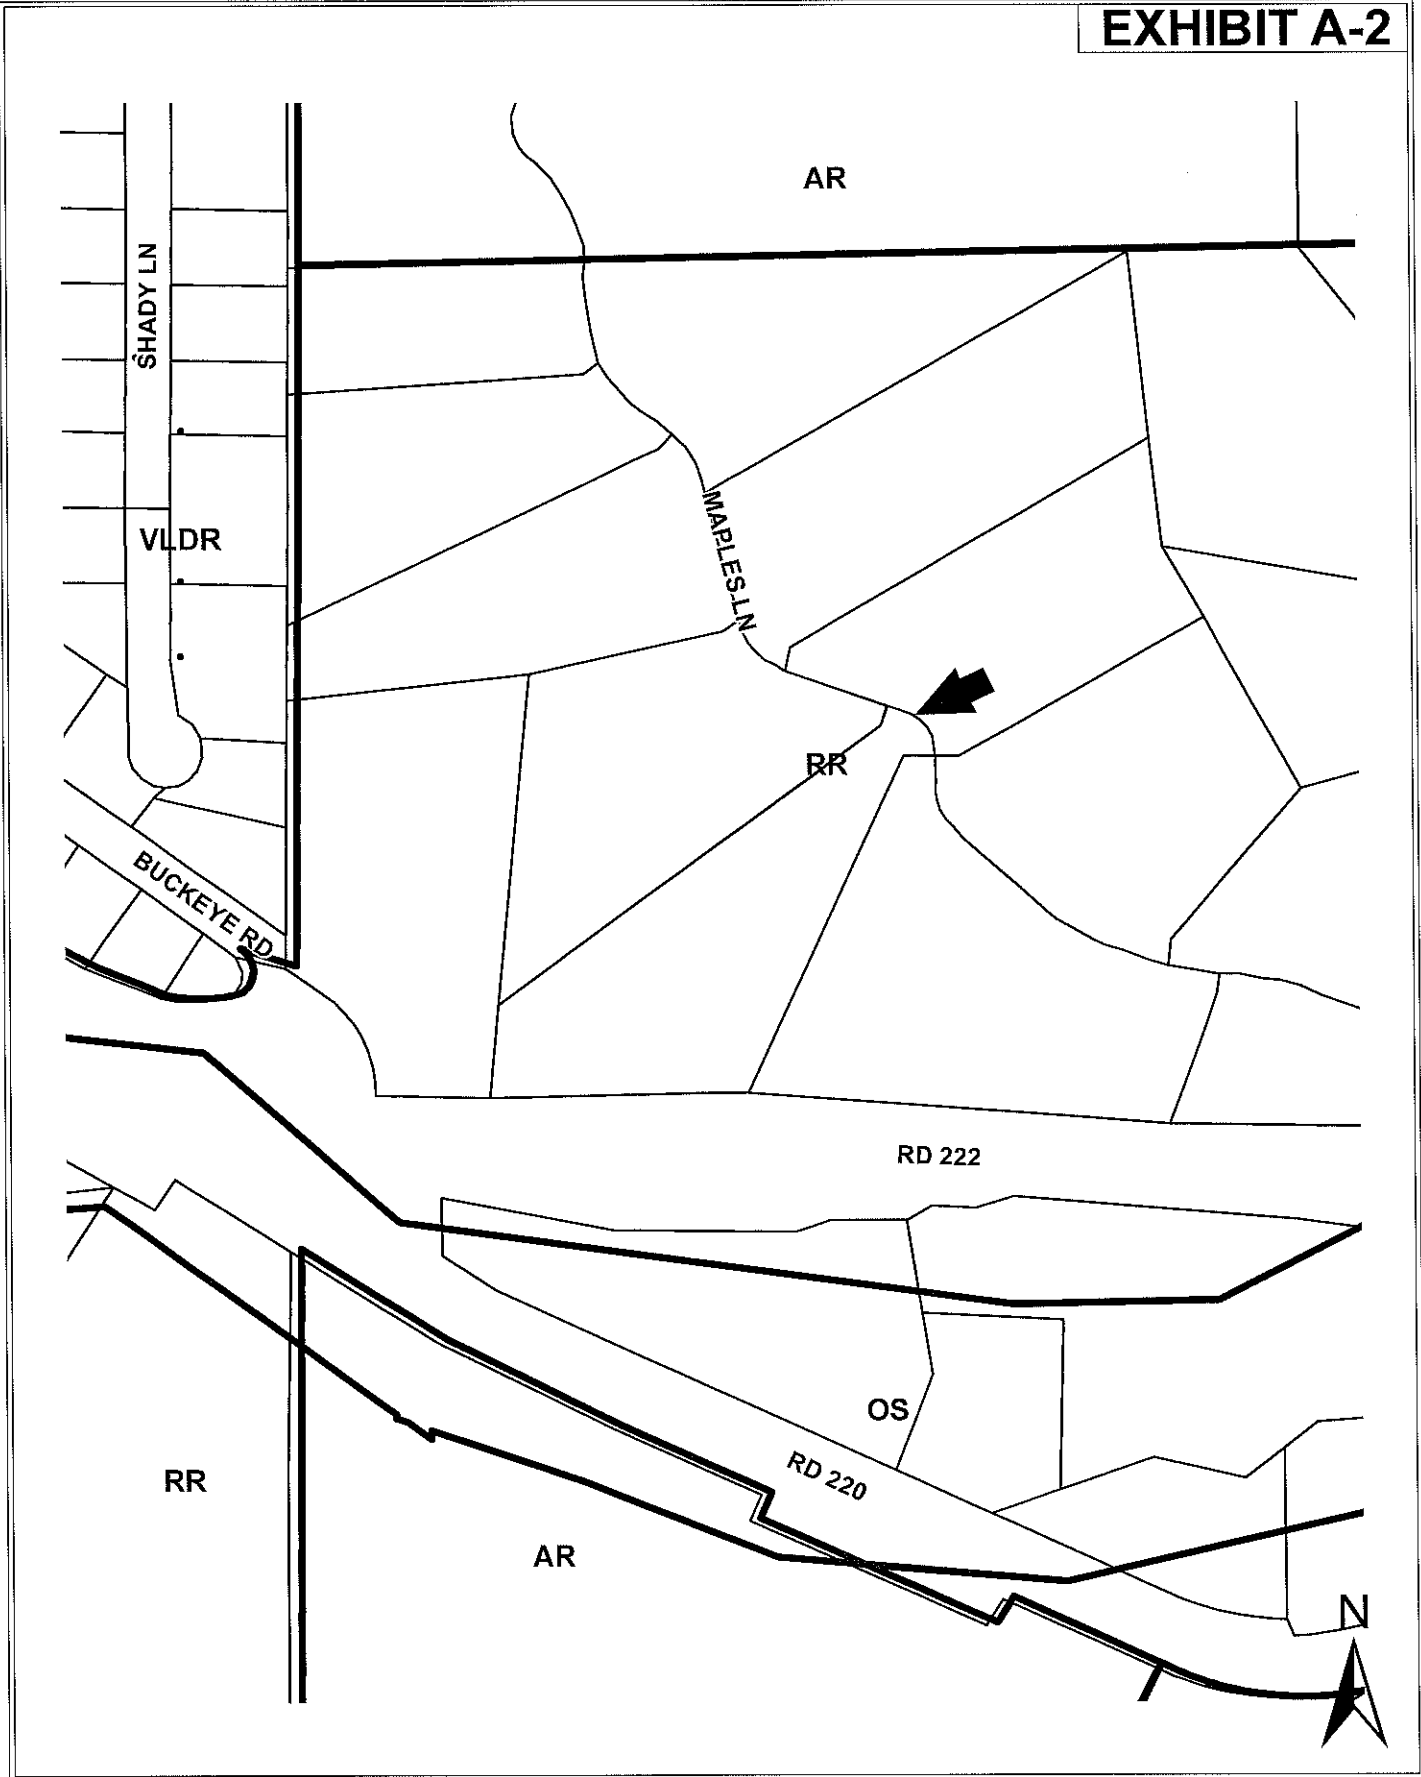 EXHIBIT A-2
AR
SHADY LN
MAPLES LN
VLDR
RR
BUCKEYE RD
RD 222
OS
RD 220
RR
AR
N